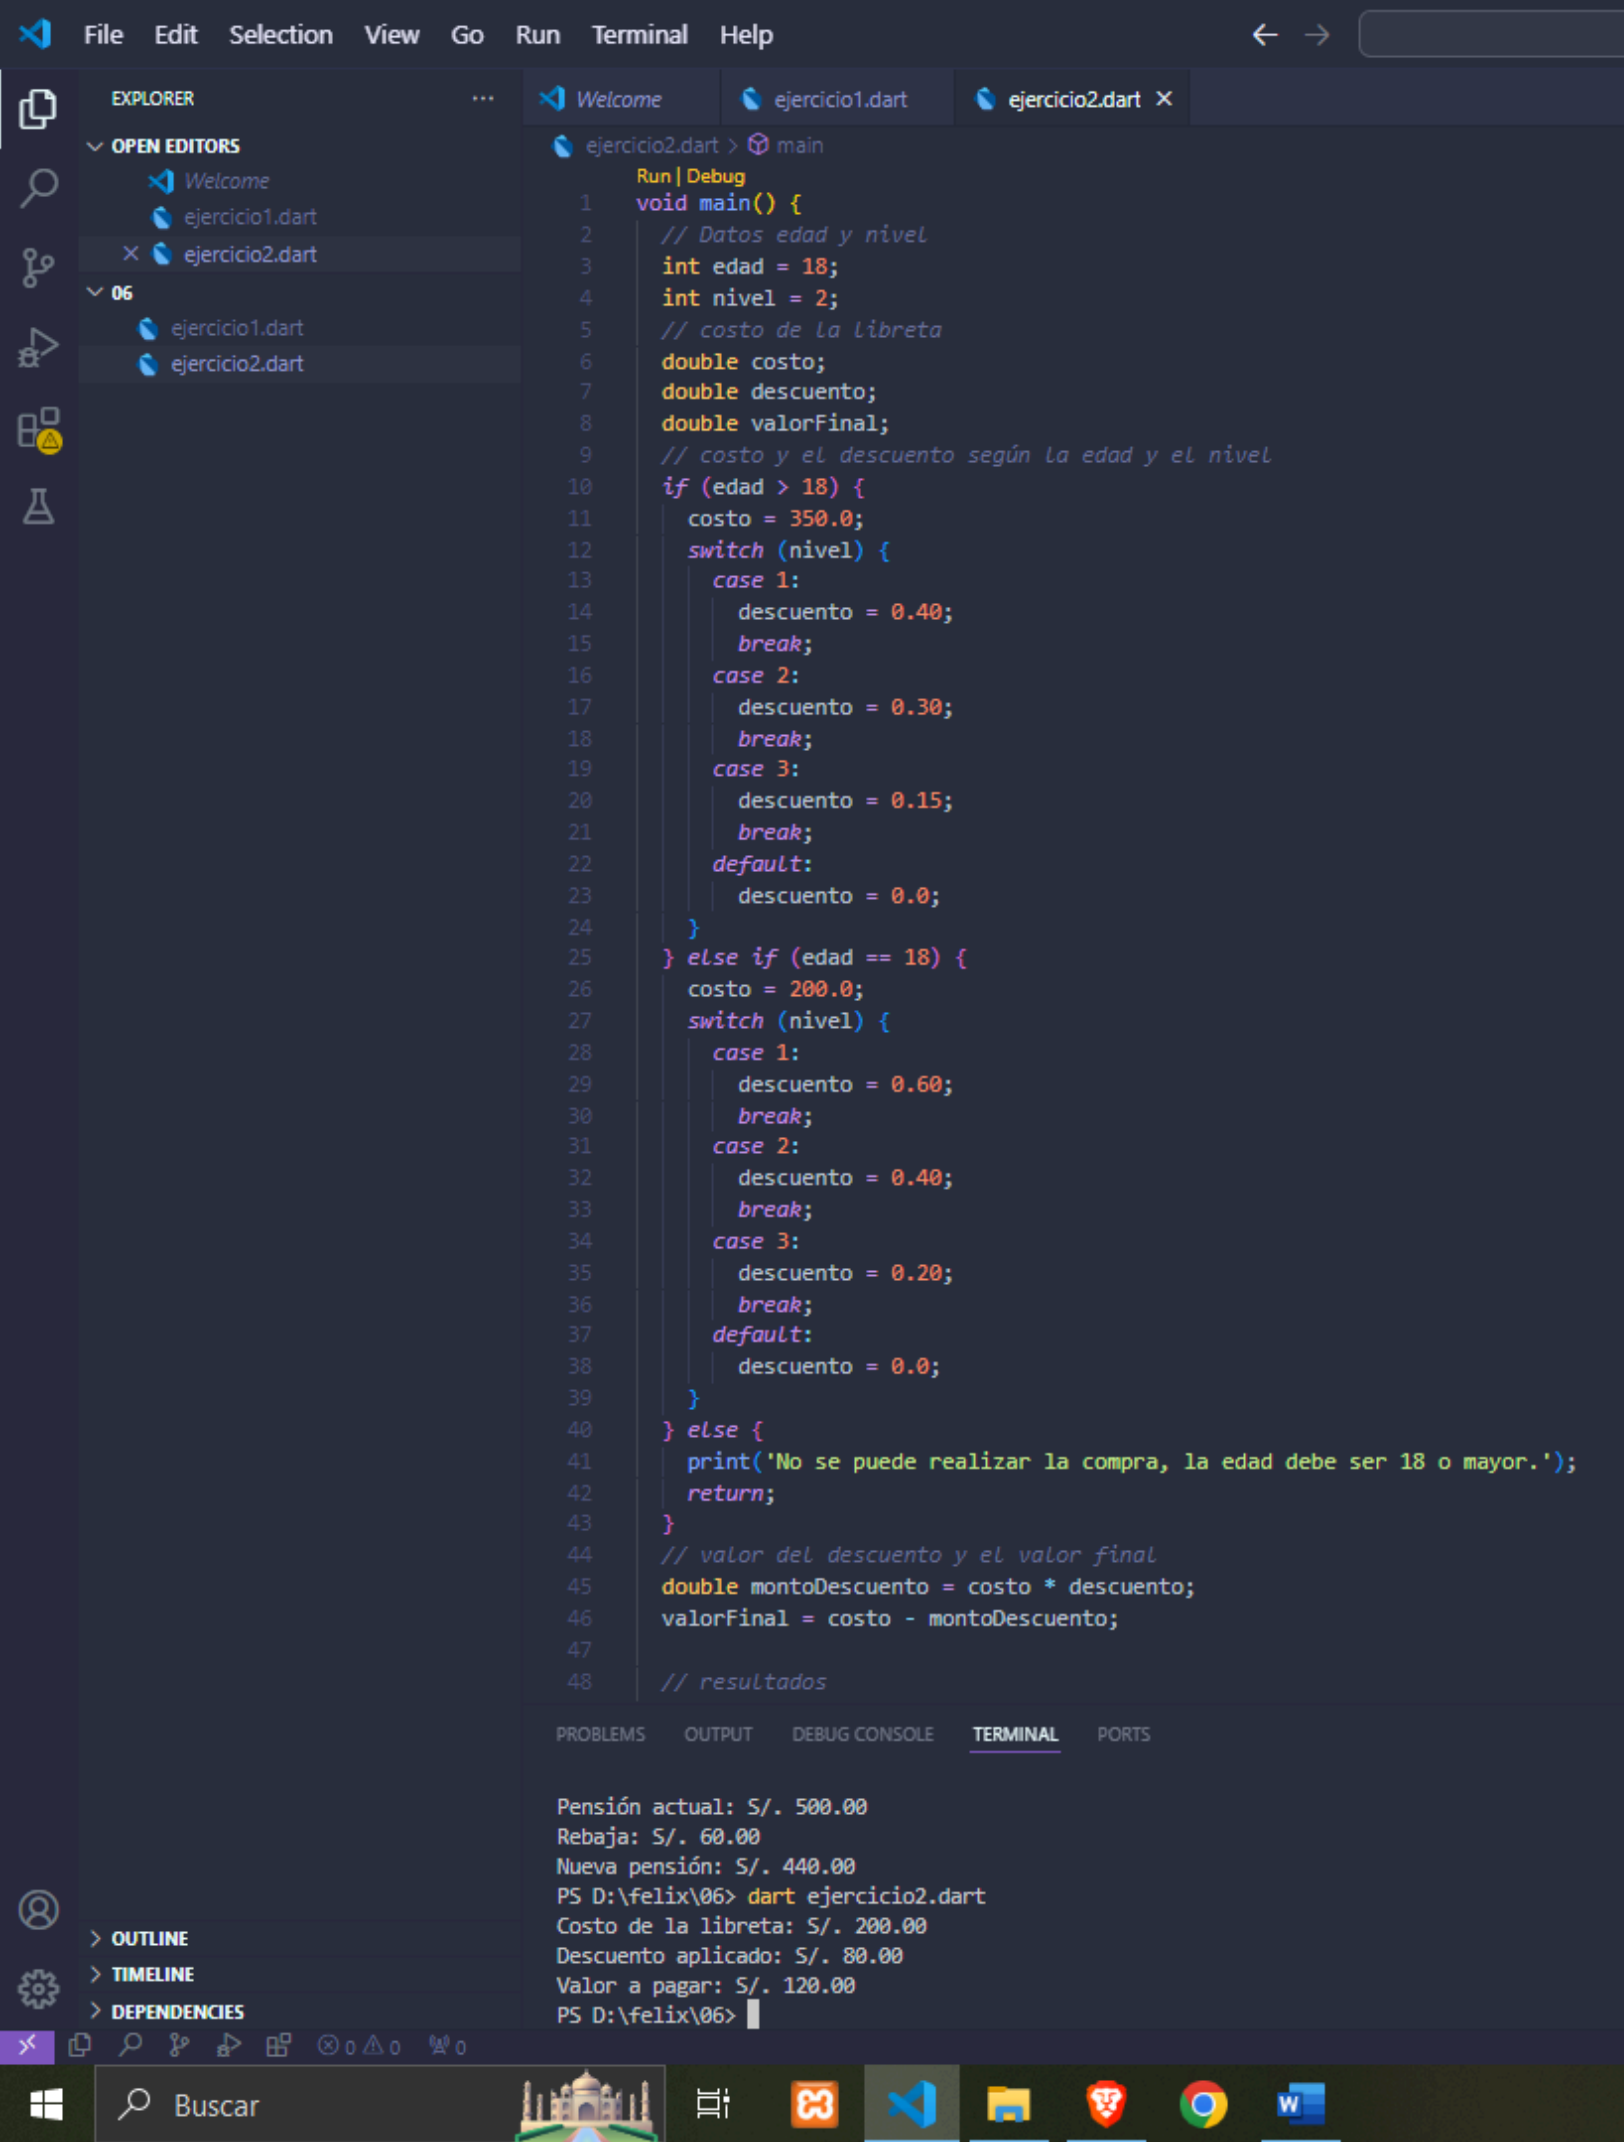 File Edit Selection View Go Run Terminal Help
EXPLORER ...
OPEN EDITORS
Welcome
ejercicio1.dart
ejercicio2.dart
06
ejercicio1.dart
ejercicio2.dart
OUTLINE
TIMELINE
DEPENDENCIES
Welcome ejercicio1.dart ejercicio2.dart
ejercicio2.dart > main
Run | Debug
1 void main() {
2 // Datos edad y nivel
3 int edad = 18;
4 int nivel = 2;
5 // costo de la libreta
6 double costo;
7 double descuento;
8 double valorFinal;
9 // costo y el descuento según la edad y el nivel
10 if (edad > 18) {
11 costo = 350.0;
12 switch (nivel) {
13 case 1:
14 descuento = 0.40;
15 break;
16 case 2:
17 descuento = 0.30;
18 break;
19 case 3:
20 descuento = 0.15;
21 break;
22 default:
23 descuento = 0.0;
24 }
25 } else if (edad == 18) {
26 costo = 200.0;
27 switch (nivel) {
28 case 1:
29 descuento = 0.60;
30 break;
31 case 2:
32 descuento = 0.40;
33 break;
34 case 3:
35 descuento = 0.20;
36 break;
37 default:
38 descuento = 0.0;
39 }
40 } else {
41 print('No se puede realizar la compra, la edad debe ser 18 o mayor.');
42 return;
43 }
44 // valor del descuento y el valor final
45 double montoDescuento = costo * descuento;
46 valorFinal = costo - montoDescuento;
47
48 // resultados
PROBLEMS OUTPUT DEBUG CONSOLE TERMINAL PORTS
Pensión actual: S/. 500.00
Rebaja: S/. 60.00
Nueva pensión: S/. 440.00
PS D:\felix\06> dart ejercicio2.dart
Costo de la libreta: S/. 200.00
Descuento aplicado: S/. 80.00
Valor a pagar: S/. 120.00
PS D:\felix\06>
0 0 0
Buscar